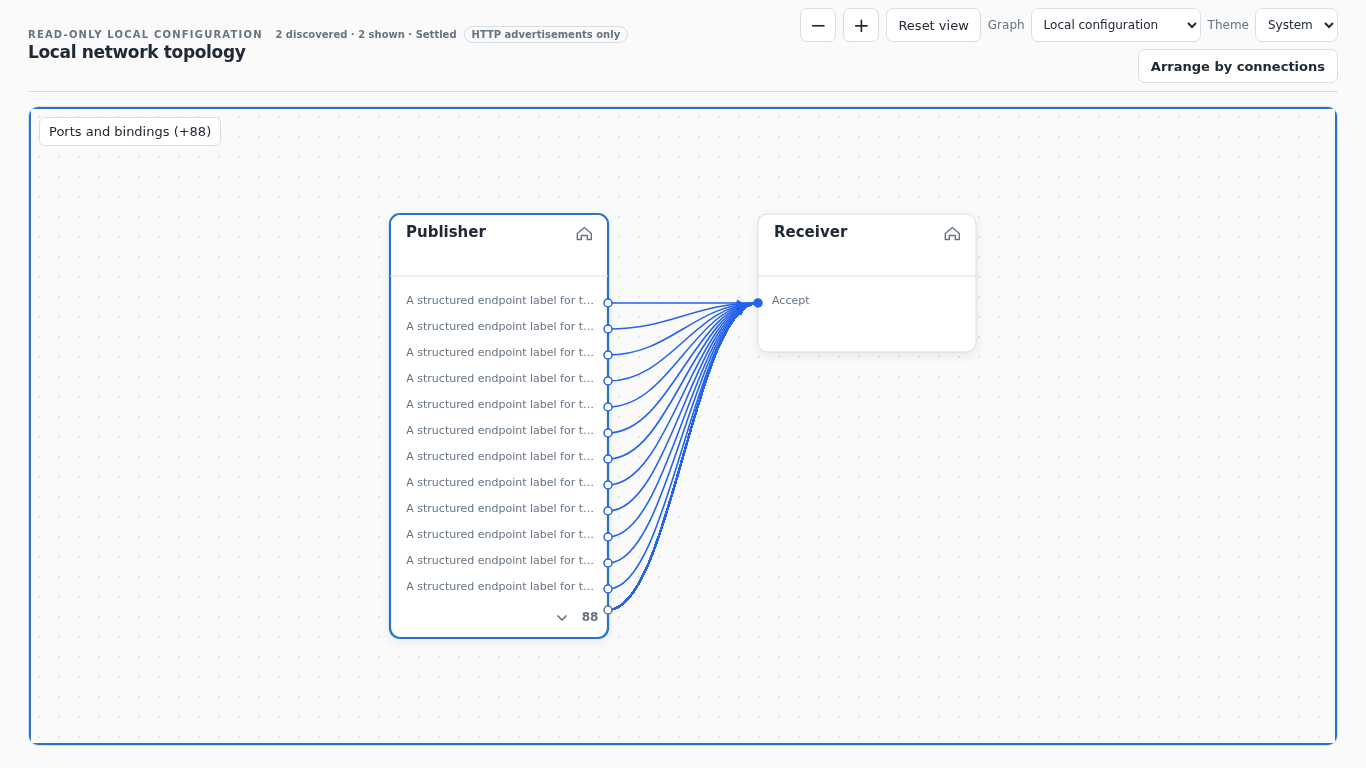 READ-ONLY LOCAL CONFIGURATION 2 discovered · 2 shown · Settled HTTP advertisements only
Local network topology
− + Reset view Graph Local configuration Theme System
Arrange by connections
Ports and bindings (+88)
Publisher
A structured endpoint label for t…
A structured endpoint label for t…
A structured endpoint label for t…
A structured endpoint label for t…
A structured endpoint label for t…
A structured endpoint label for t…
A structured endpoint label for t…
A structured endpoint label for t…
A structured endpoint label for t…
A structured endpoint label for t…
A structured endpoint label for t…
A structured endpoint label for t…
88
Receiver
Accept